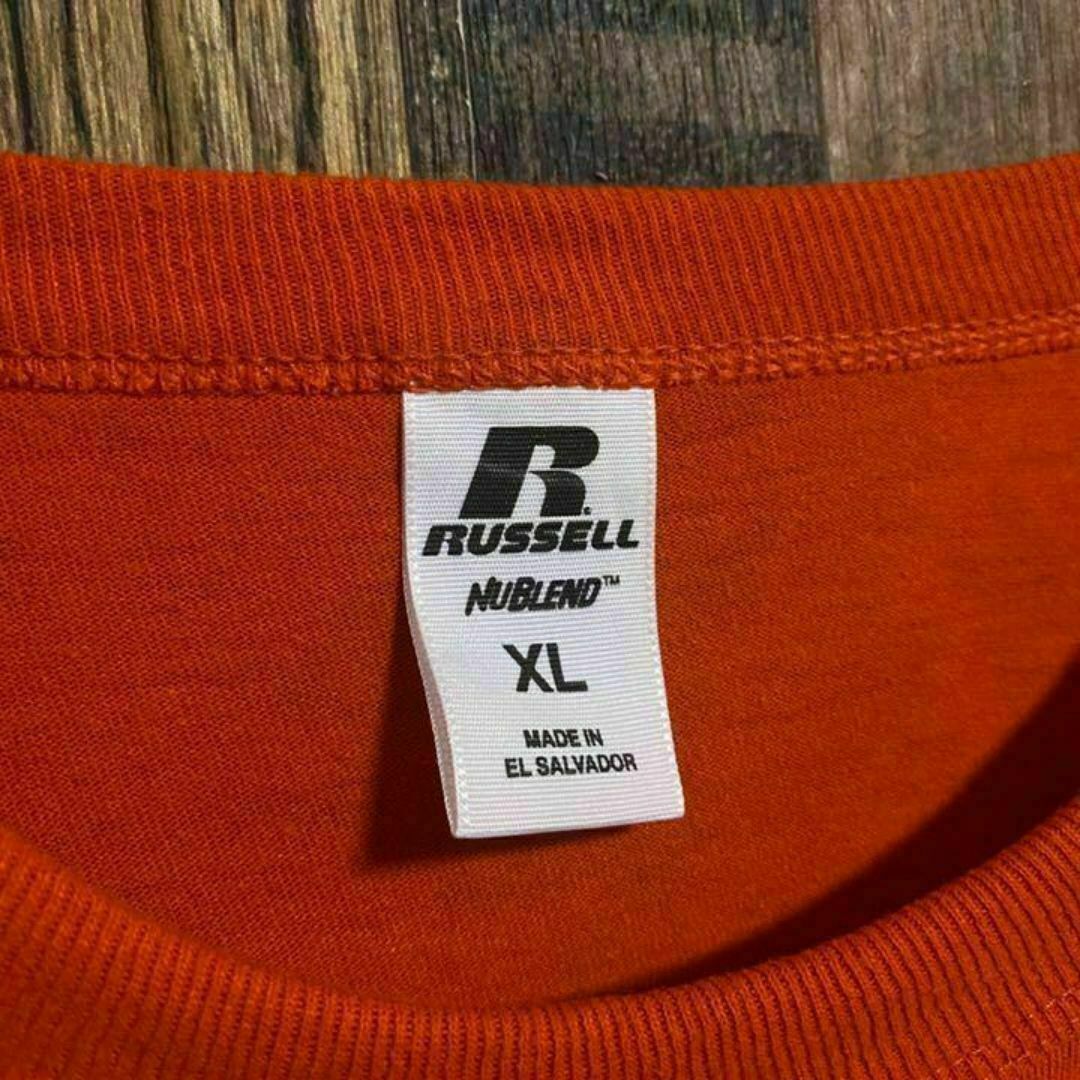 R
RUSSELL
NUBLEND™
XL
MADE IN
EL SALVADOR